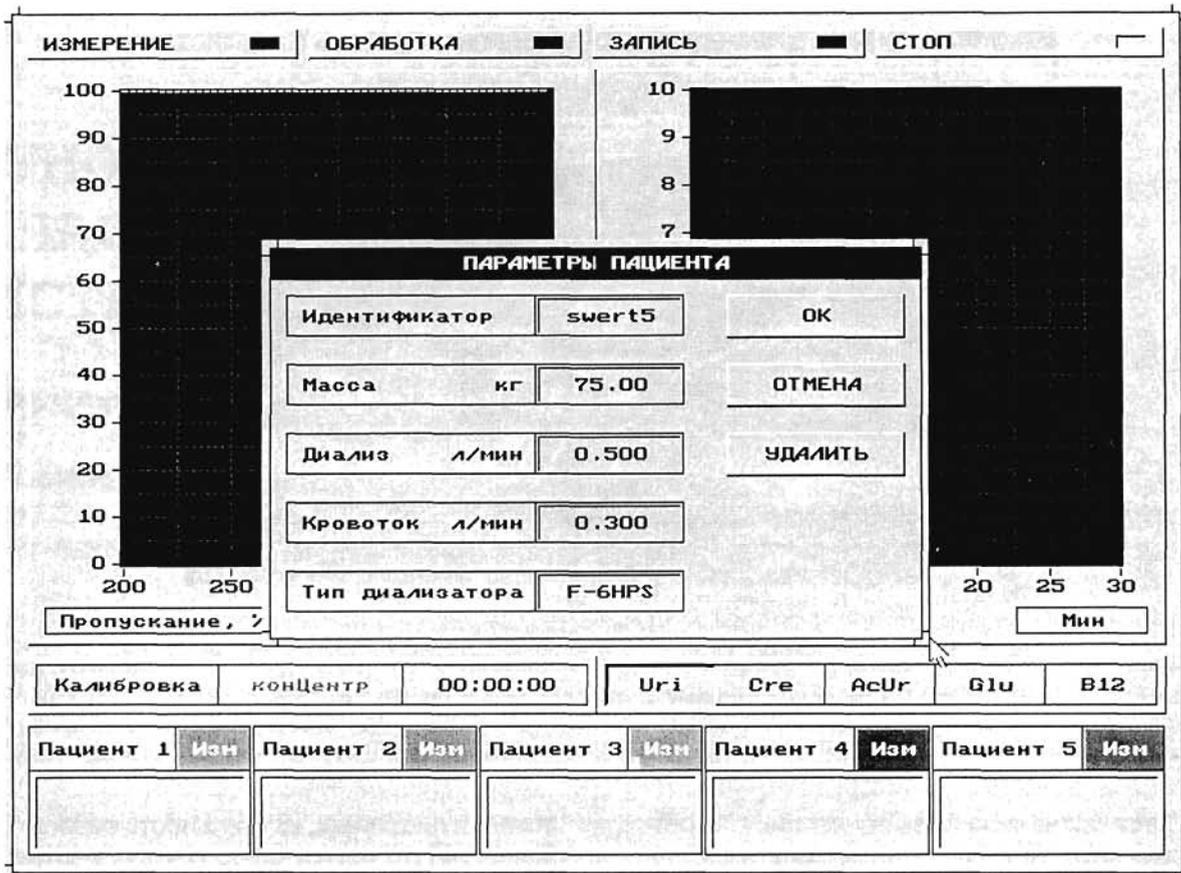 ИЗМЕРЕНИЕ ОБРАБОТКА ЗАПИСЬ СТОП
100
90
80
70
60
50
40
30
20
10
0
200 250
Пропускание, %
10
9
8
7
20 25 30
Мин
ПАРАМЕТРЫ ПАЦИЕНТА
Идентификатор swert5 ОК
Масса кг 75.00 ОТМЕНА
Диализ л/мин 0.500 УДАЛИТЬ
Кровоток л/мин 0.300
Тип диализатора F-6HPS
Калибровка конЦентр 00:00:00 Uri Cre AcUr Glu B12
Пациент 1 Изм Пациент 2 Изм Пациент 3 Изм Пациент 4 Изм Пациент 5 Изм